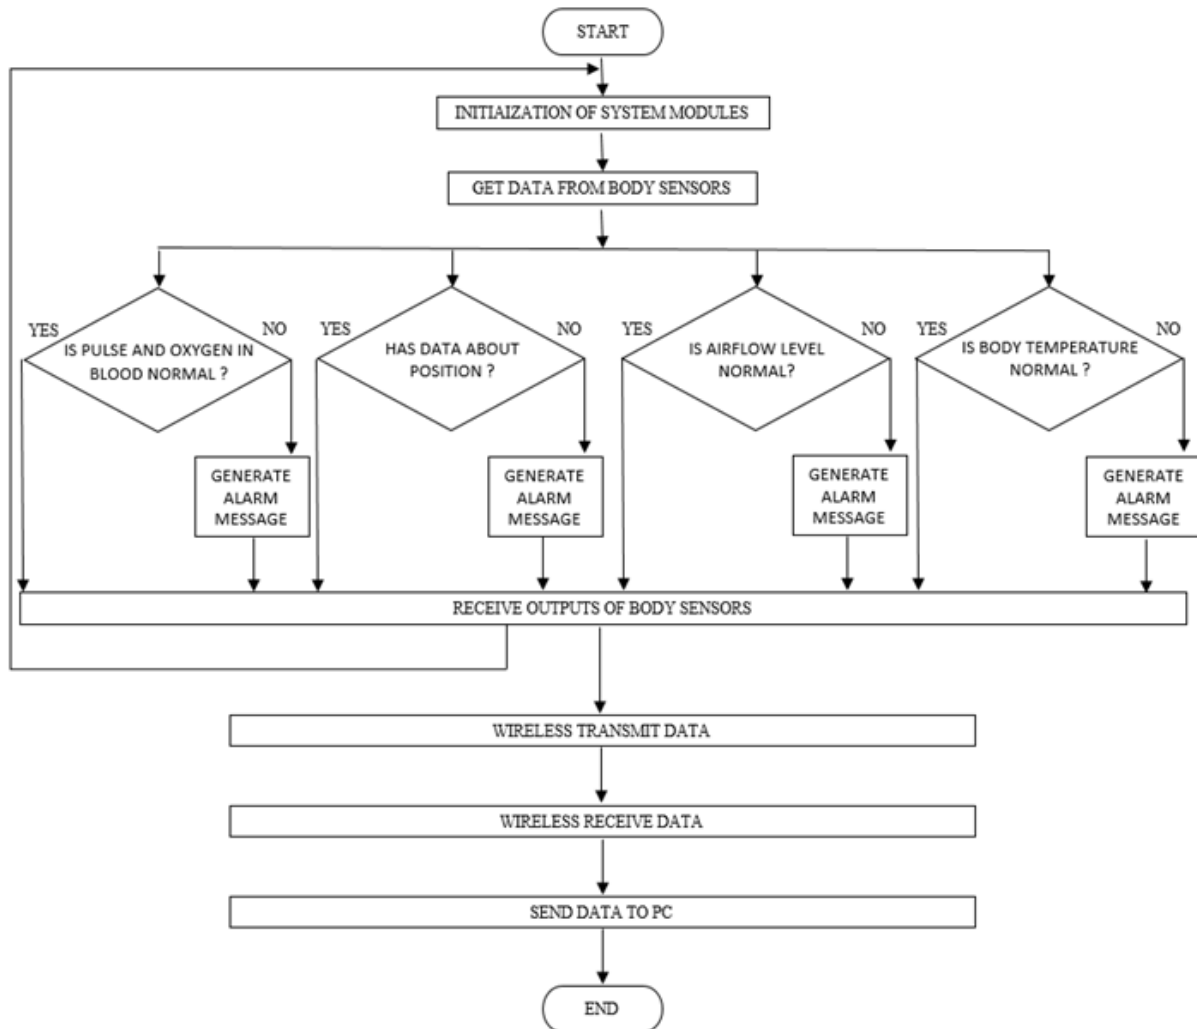 START
INITIAIZATION OF SYSTEM MODULES
GET DATA FROM BODY SENSORS
YES
NO
IS PULSE AND OXYGEN IN
BLOOD NORMAL ?
YES
NO
HAS DATA ABOUT
POSITION ?
YES
NO
IS AIRFLOW LEVEL
NORMAL?
YES
NO
IS BODY TEMPERATURE
NORMAL ?
GENERATE
ALARM
MESSAGE
GENERATE
ALARM
MESSAGE
GENERATE
ALARM
MESSAGE
GENERATE
ALARM
MESSAGE
RECEIVE OUTPUTS OF BODY SENSORS
WIRELESS TRANSMIT DATA
WIRELESS RECEIVE DATA
SEND DATA TO PC
END